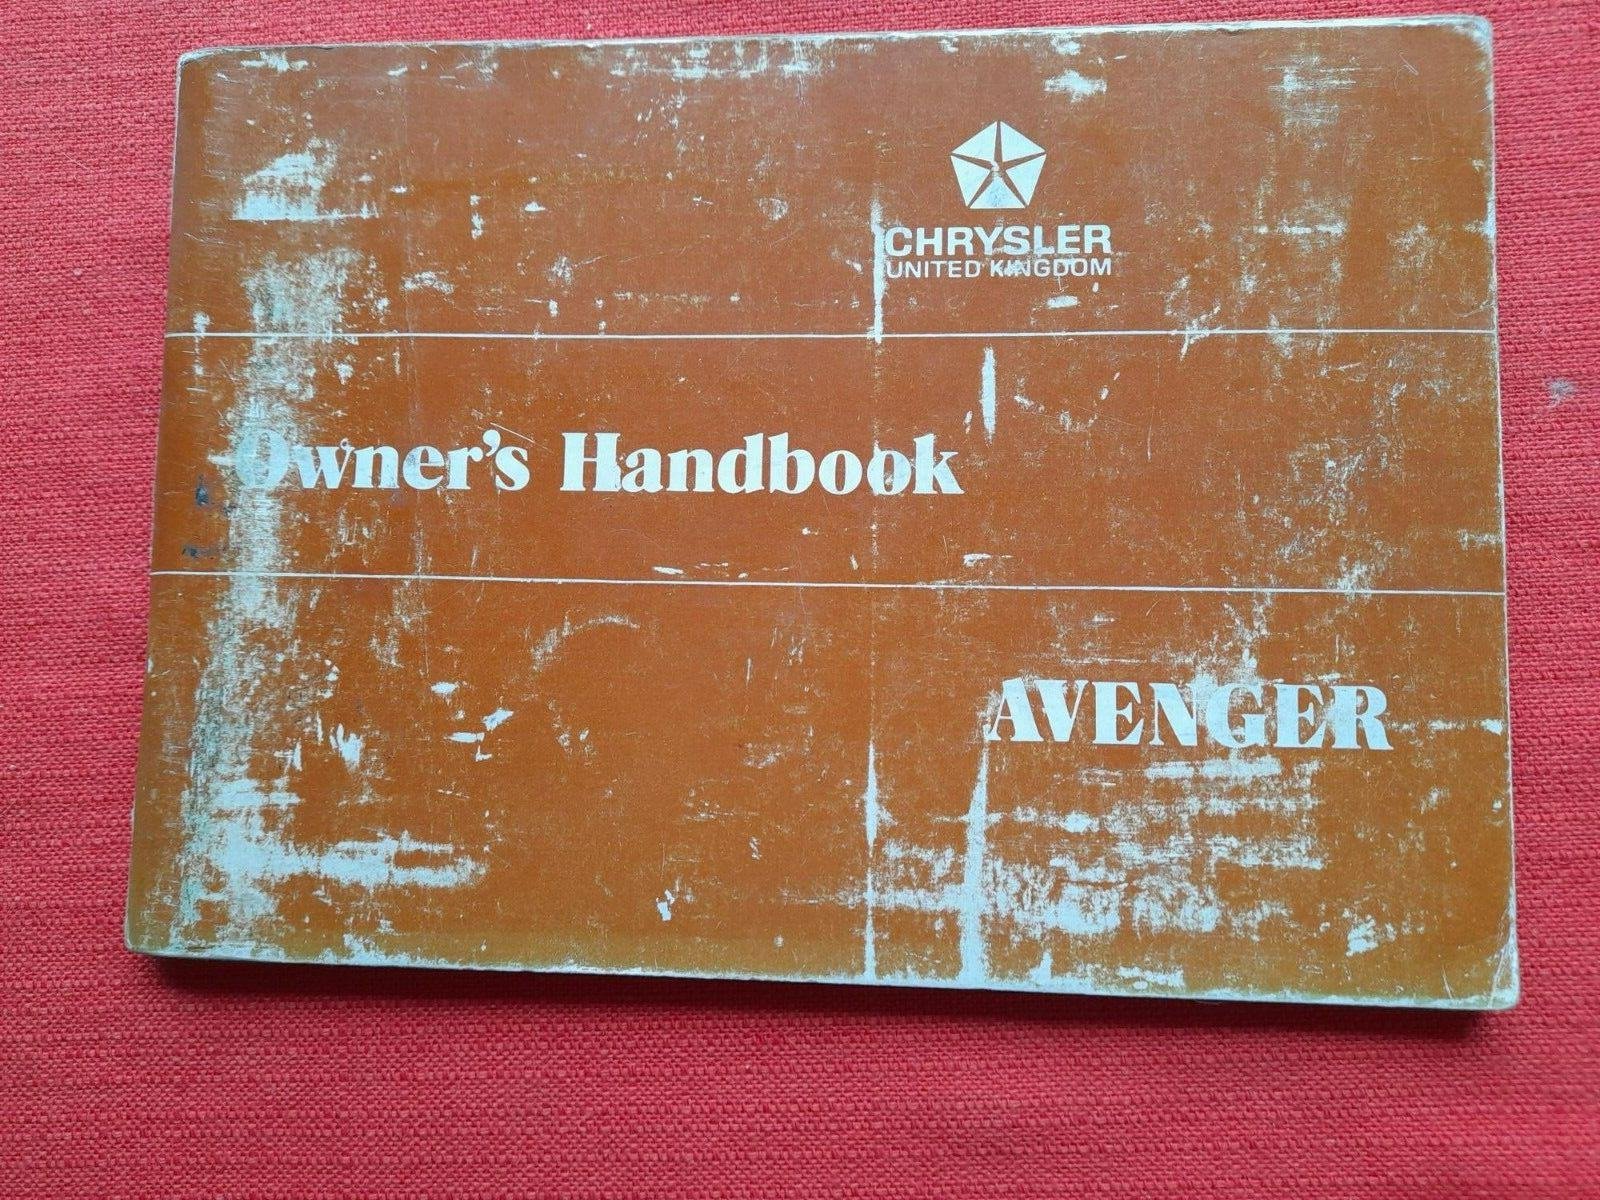 CHRYSLER
UNITED KINGDOM
Owner's Handbook
AVENGER